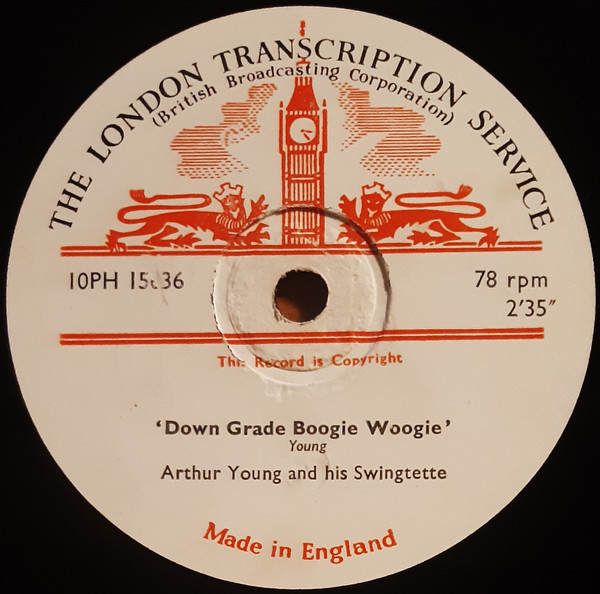 THE LONDON TRANSCRIPTION SERVICE
(British Broadcasting Corporation)
10PH
78 rpm
2'35"
This Record is Copyright
'Down Grade Boogie Woogie'
Young
Arthur Young and his Swingtette
Made in England